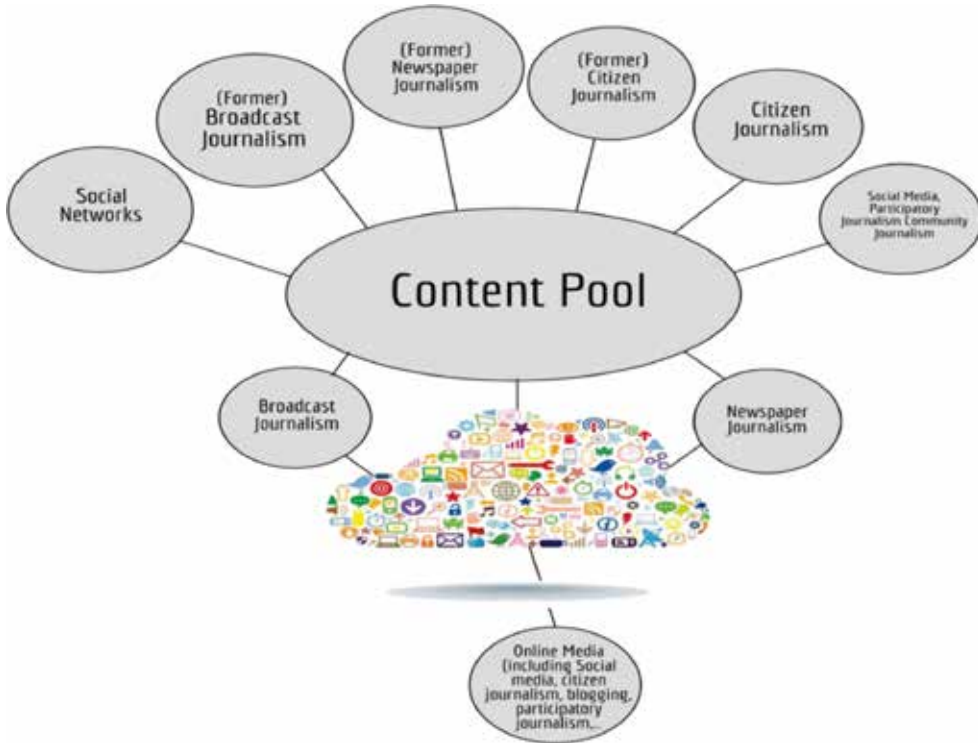 (Former)
Newspaper
Journalism
(Former)
Citizen
Journalism
(Former)
Broadcast
Journalism
Citizen
Journalism
Social
Networks
Social Media,
Participatory
Journalism Community
Journalism
Content Pool
Broadcast
Journalism
Newspaper
Journalism
Online Media
(including Social
media, citizen
journalism, blogging,
participatory
journalism,...